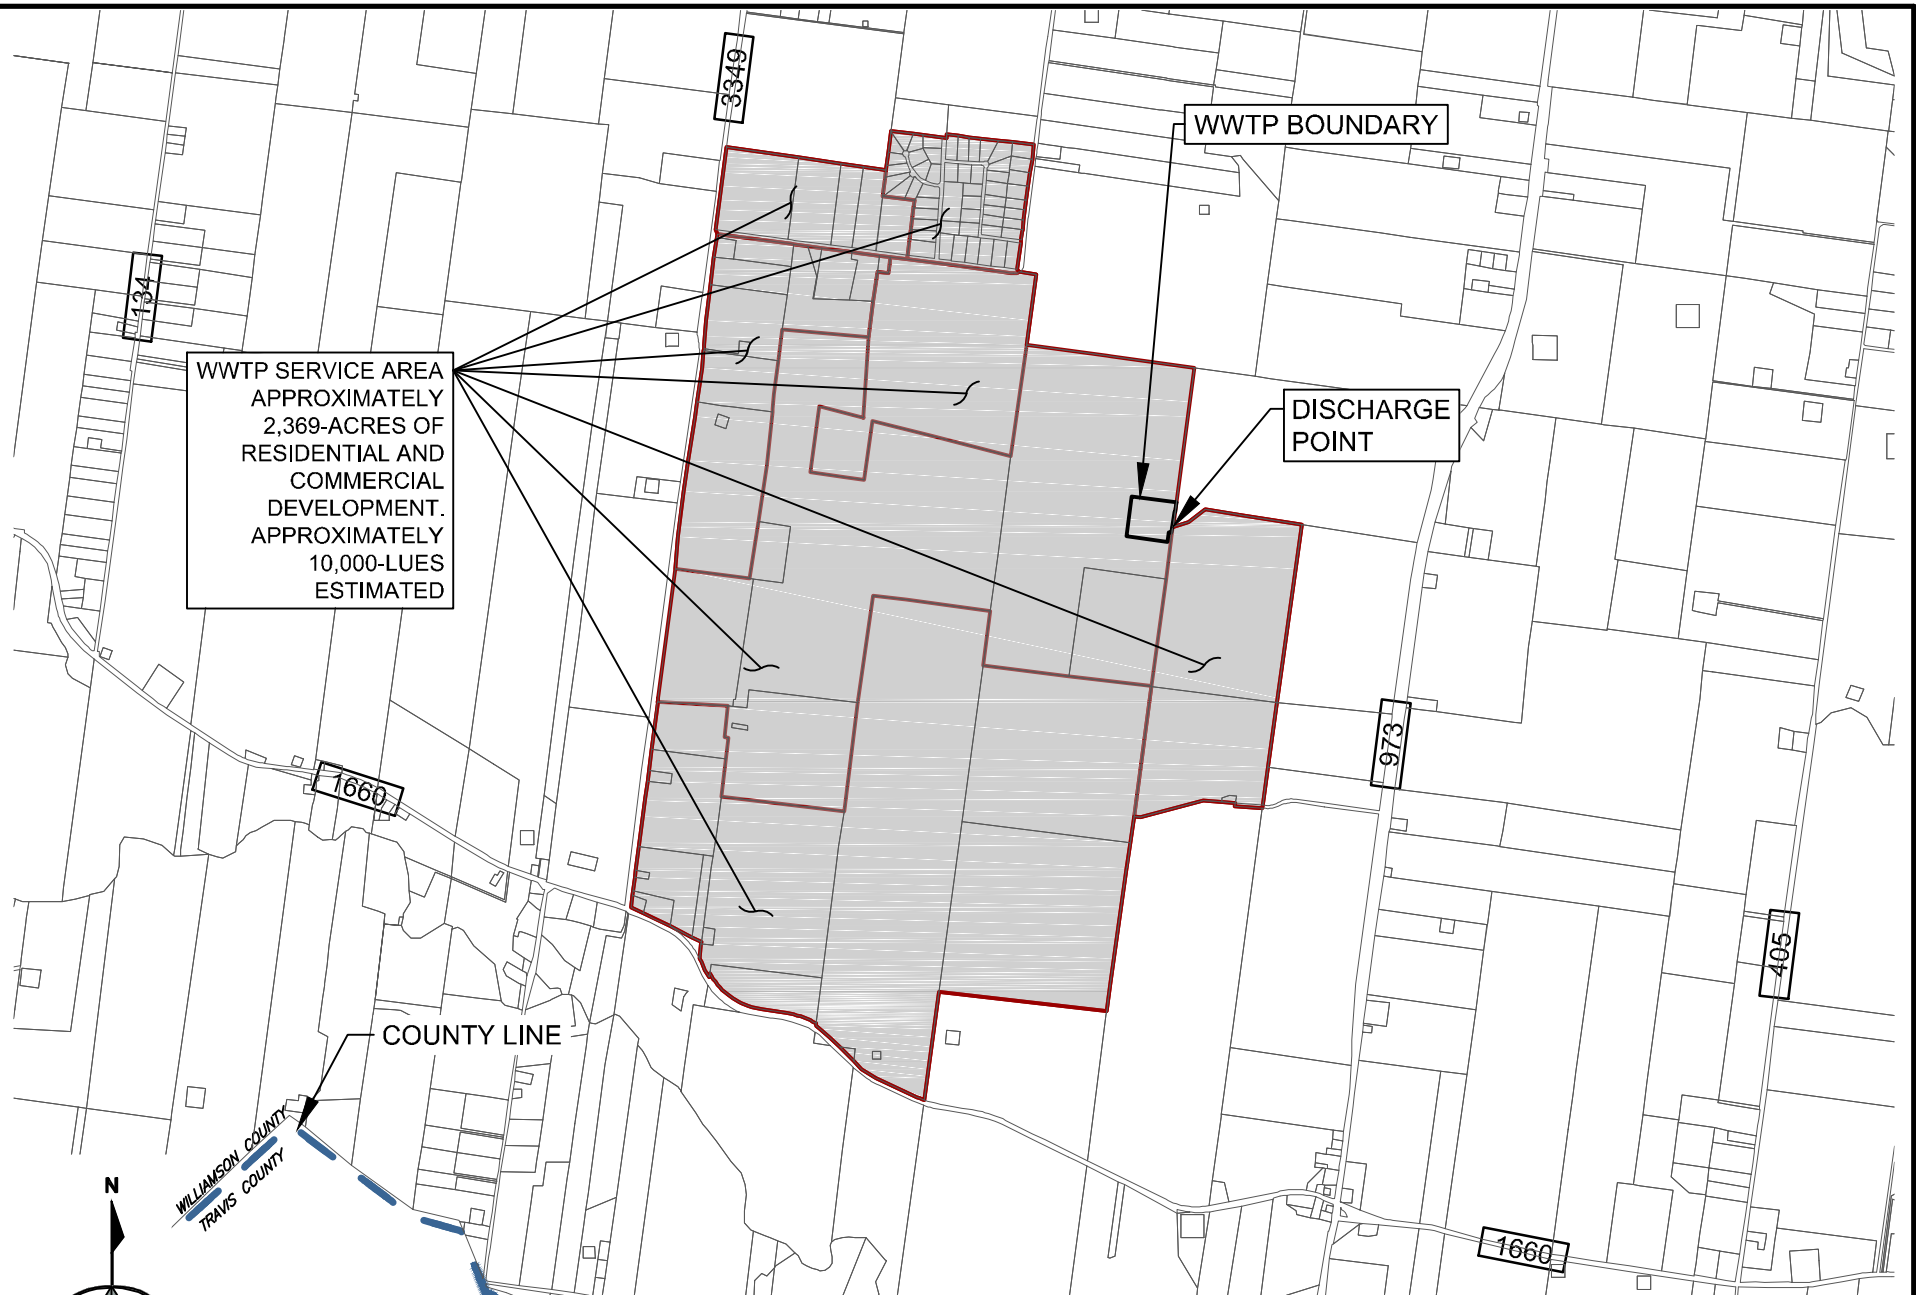 3349
WWTP BOUNDARY
134
WWTP SERVICE AREA
APPROXIMATELY
2,369-ACRES OF
RESIDENTIAL AND
COMMERCIAL
DEVELOPMENT.
APPROXIMATELY
10,000-LUES
ESTIMATED
DISCHARGE
POINT
973
1660
405
COUNTY LINE
WILLIAMSON COUNTY
TRAVIS COUNTY
N
1660